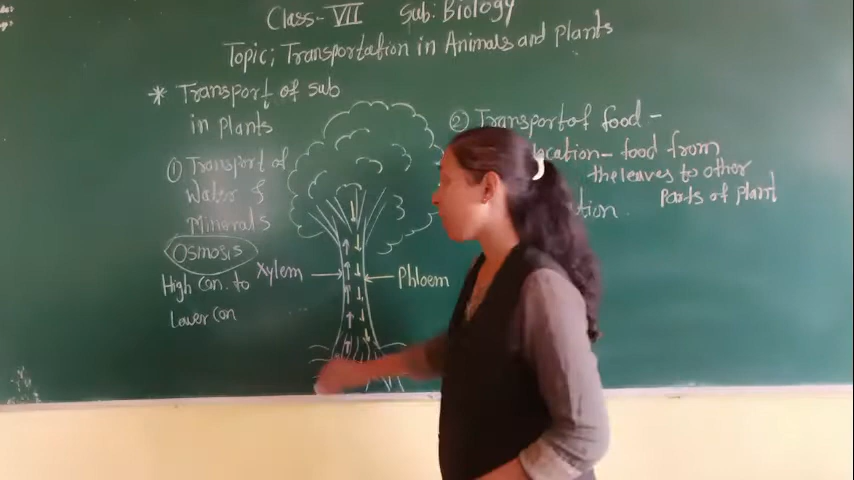 Class-VII Sub: Biology
Topic; Transportation in Animals and Plants
* Transport of sub
in plants
① Transport of
Water &
Minerals
Osmosis
High Con. to
Lower Con
Xylem
Phloem
② Transport of food -
location - food from
the leaves to other
Parts of plant
tion.